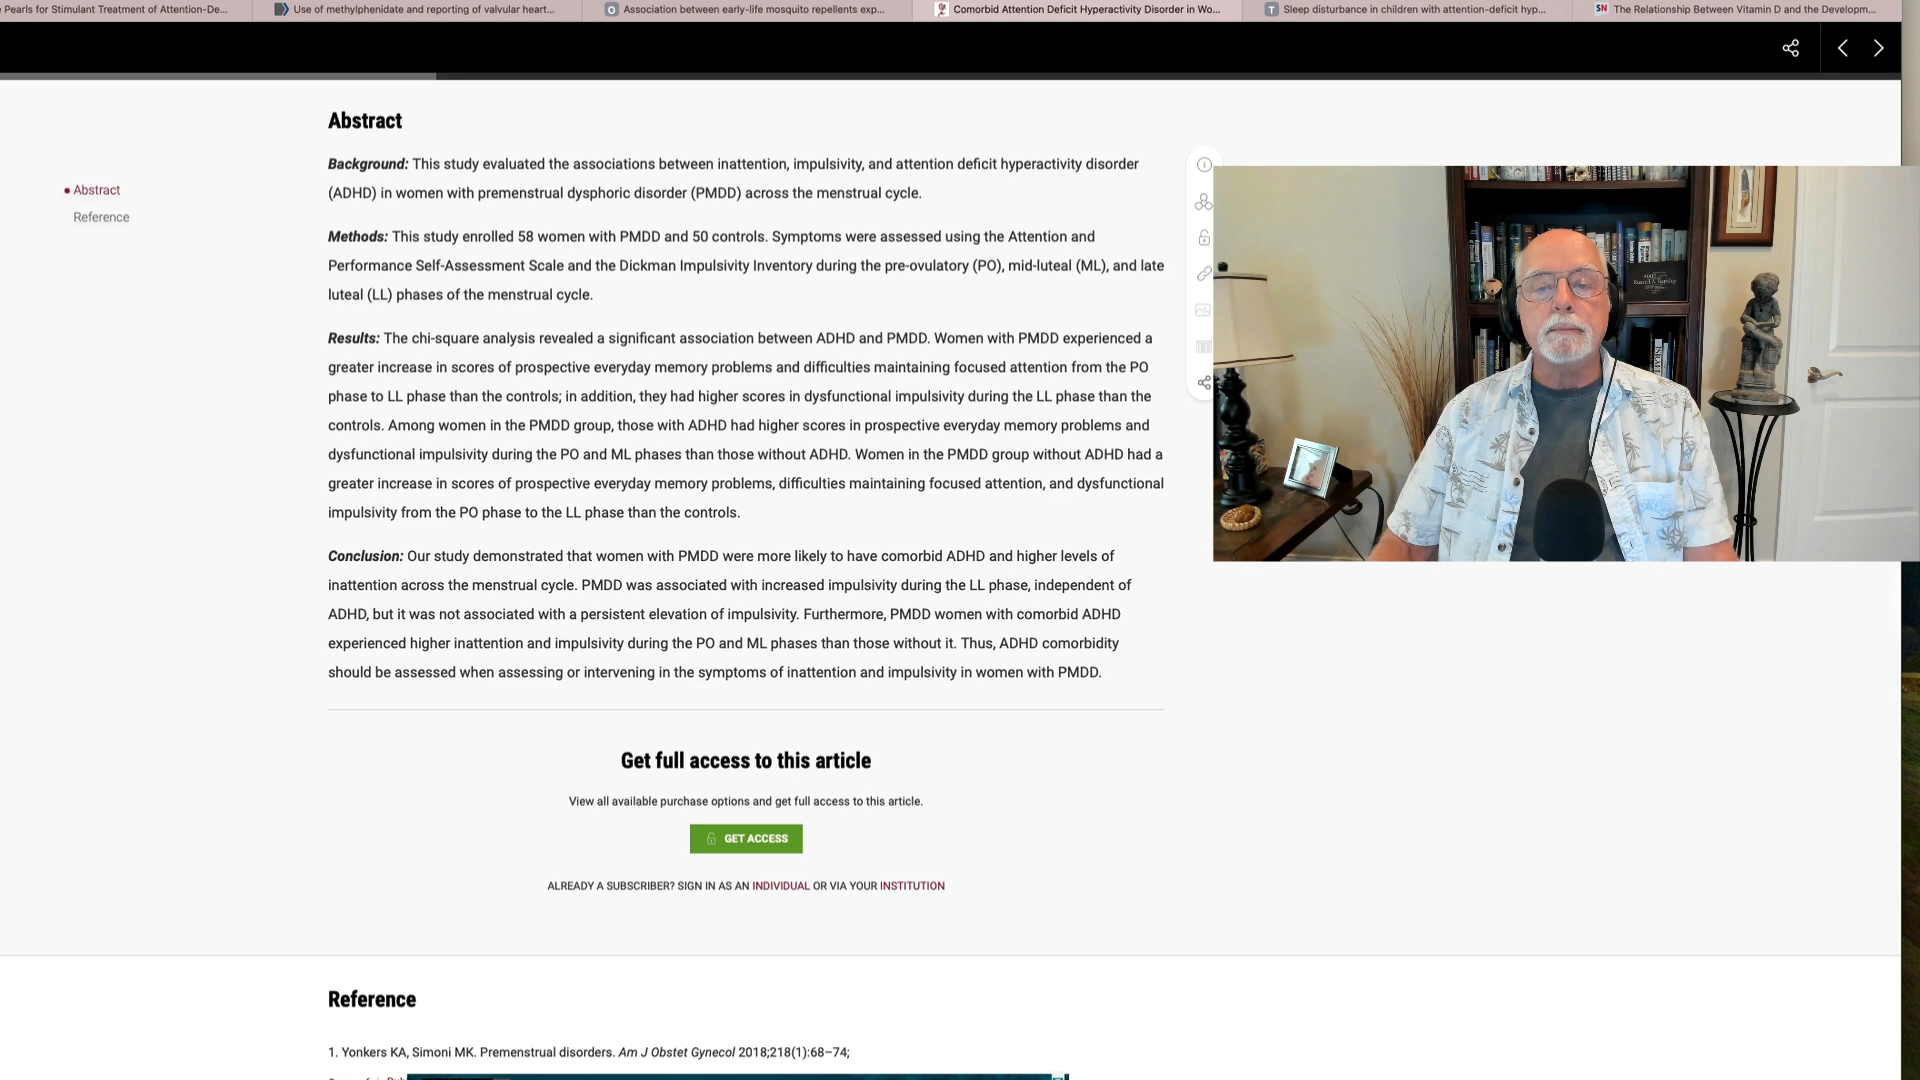 Pearls for Stimulant Treatment of Attention-De...
Use of methylphenidate and reporting of valvular heart...
Association between early-life mosquito repellents exp...
Comorbid Attention Deficit Hyperactivity Disorder in Wo...
Sleep disturbance in children with attention-deficit hyp...
SN The Relationship Between Vitamin D and the Developm...
Abstract
Reference
Abstract
Background: This study evaluated the associations between inattention, impulsivity, and attention deficit hyperactivity disorder
(ADHD) in women with premenstrual dysphoric disorder (PMDD) across the menstrual cycle.
Methods: This study enrolled 58 women with PMDD and 50 controls. Symptoms were assessed using the Attention and
Performance Self-Assessment Scale and the Dickman Impulsivity Inventory during the pre-ovulatory (PO), mid-luteal (ML), and late
luteal (LL) phases of the menstrual cycle.
Results: The chi-square analysis revealed a significant association between ADHD and PMDD. Women with PMDD experienced a
greater increase in scores of prospective everyday memory problems and difficulties maintaining focused attention from the PO
phase to LL phase than the controls; in addition, they had higher scores in dysfunctional impulsivity during the LL phase than the
controls. Among women in the PMDD group, those with ADHD had higher scores in prospective everyday memory problems and
dysfunctional impulsivity during the PO and ML phases than those without ADHD. Women in the PMDD group without ADHD had a
greater increase in scores of prospective everyday memory problems, difficulties maintaining focused attention, and dysfunctional
impulsivity from the PO phase to the LL phase than the controls.
Conclusion: Our study demonstrated that women with PMDD were more likely to have comorbid ADHD and higher levels of
inattention across the menstrual cycle. PMDD was associated with increased impulsivity during the LL phase, independent of
ADHD, but it was not associated with a persistent elevation of impulsivity. Furthermore, PMDD women with comorbid ADHD
experienced higher inattention and impulsivity during the PO and ML phases than those without it. Thus, ADHD comorbidity
should be assessed when assessing or intervening in the symptoms of inattention and impulsivity in women with PMDD.
Get full access to this article
View all available purchase options and get full access to this article.
GET ACCESS
ALREADY A SUBSCRIBER? SIGN IN AS AN INDIVIDUAL OR VIA YOUR INSTITUTION
Reference
1. Yonkers KA, Simoni MK. Premenstrual disorders. Am J Obstet Gynecol 2018;218(1):68–74;